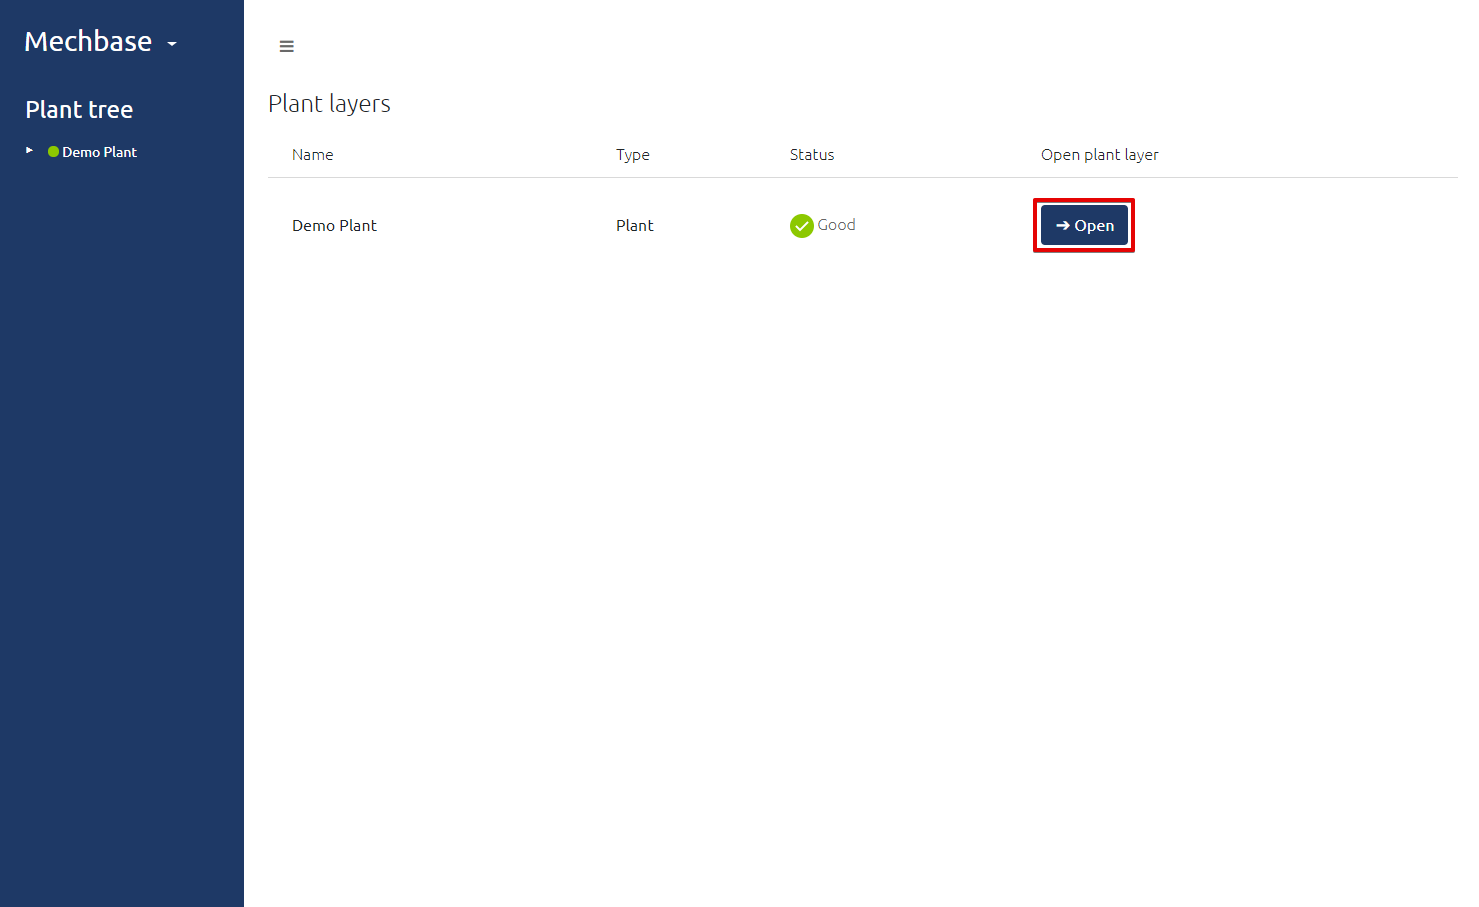 Mechbase
Plant tree
Demo Plant
Plant layers
Name Type Status Open plant layer
Demo Plant Plant Good Open